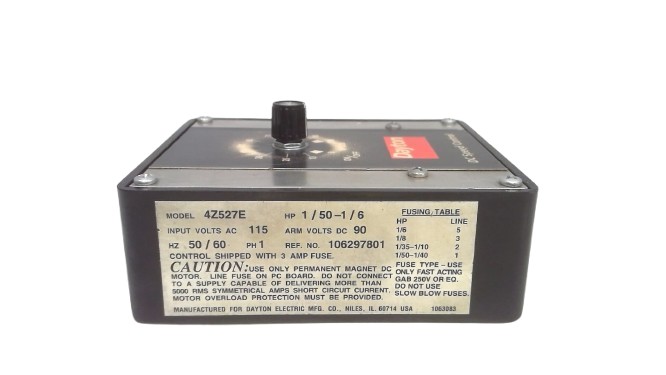 Dayton
DC Speed Control
MODEL 4Z527E HP 1/50-1/6
INPUT VOLTS AC 115 ARM VOLTS DC 90
HZ 50/60 PH 1 REF. NO. 106297801
CONTROL SHIPPED WITH 3 AMP FUSE.
CAUTION: USE ONLY PERMANENT MAGNET DC
MOTOR. LINE FUSE ON PC BOARD. DO NOT CONNECT
TO A SUPPLY CAPABLE OF DELIVERING MORE THAN
5000 RMS SYMMETRICAL AMPS SHORT CIRCUIT CURRENT.
MOTOR OVERLOAD PROTECTION MUST BE PROVIDED.
FUSING TABLE
HP LINE
1/6 5
1/8 3
1/35-1/10 2
1/50-1/40 1
FUSE TYPE - USE
ONLY FAST ACTING
GAB 250V OR EQ.
DO NOT USE
SLOW BLOW FUSES.
MANUFACTURED FOR DAYTON ELECTRIC MFG. CO., NILES, IL 60714 USA 1063083